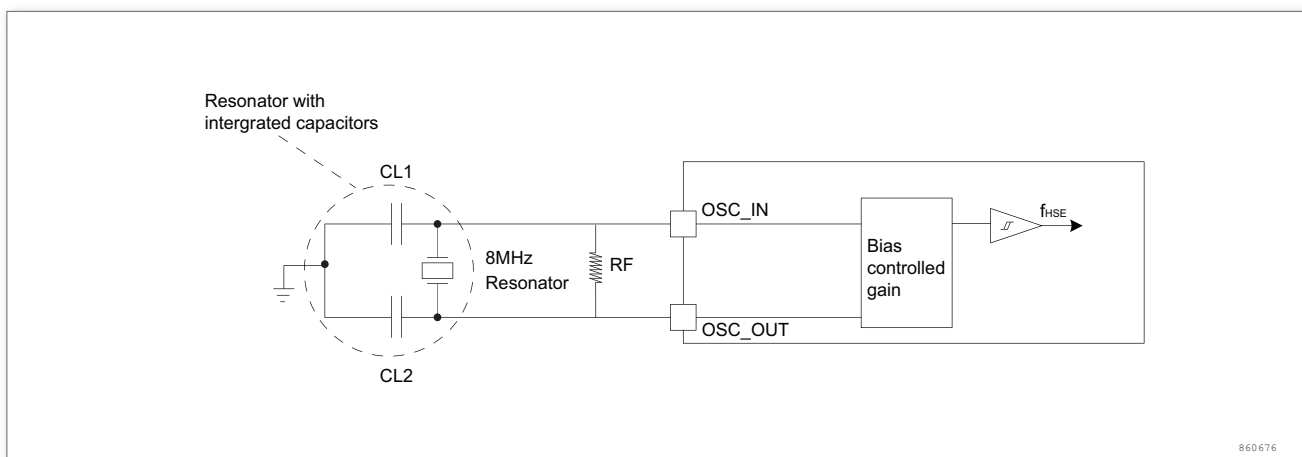 Resonator with
intergrated capacitors
CL1
OSC_IN
fHSE
8MHz
Resonator
RF
Bias
controlled
gain
OSC_OUT
CL2
860676